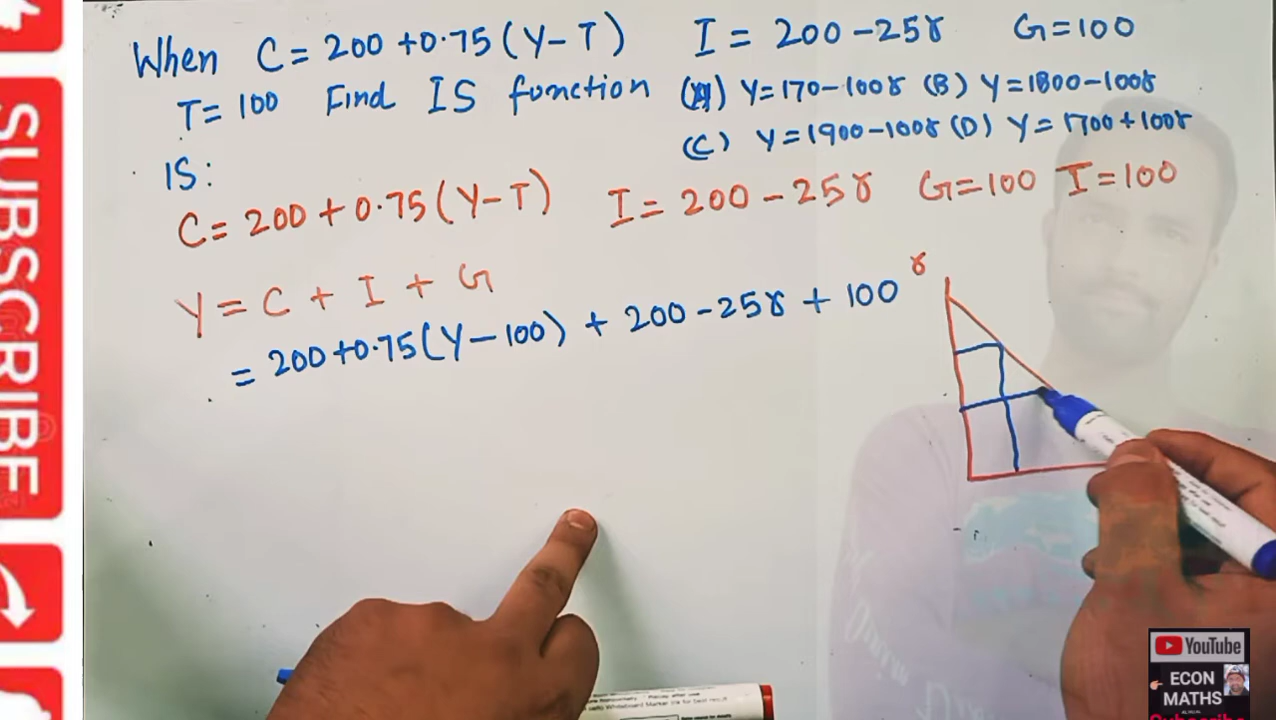 When C=200+0.75(Y-T) I=200-25r G=100
T=100 Find IS function (A) Y=170-100r (B) Y=1800-100r
(C) Y=1900-100r (D) Y=1700+100r
IS:
C=200+0.75(Y-T) I=200-25r G=100 I=100
Y=C+I+G
=200+0.75(Y-100)+200-25r+100
r
SUBSCRIBE
YouTube
ECON
MATHS